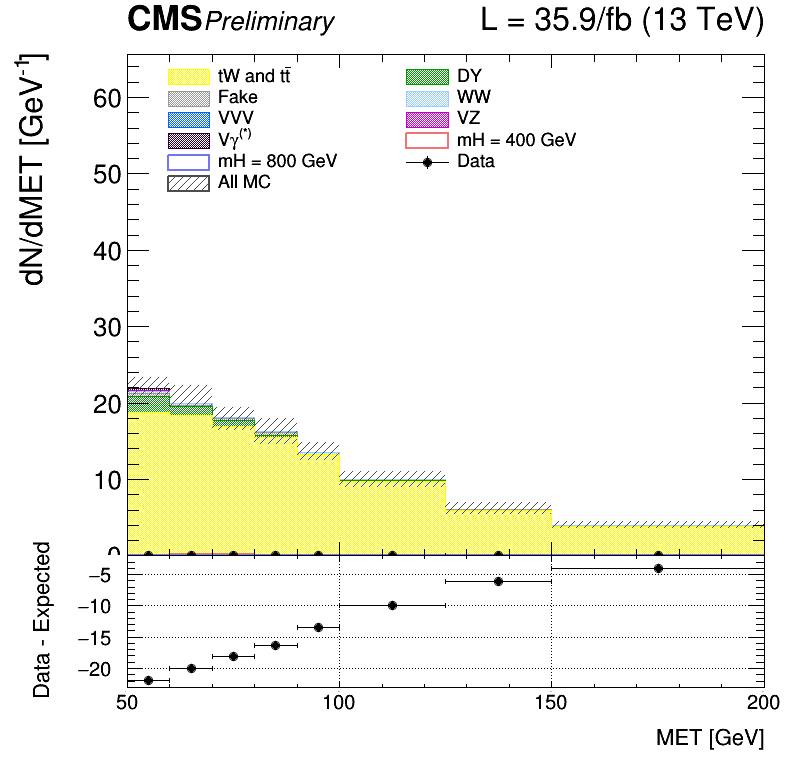 CMS Preliminary L = 35.9/fb (13 TeV)
dN/dMET [GeV⁻¹]
tW and tt̄ DY
Fake WW
VVV VZ
Vγ(*) mH = 400 GeV
mH = 800 GeV Data
All MC
60
50
40
30
20
10
0
Data - Expected
−5
−10
−15
−20
50 100 150 200
MET [GeV]